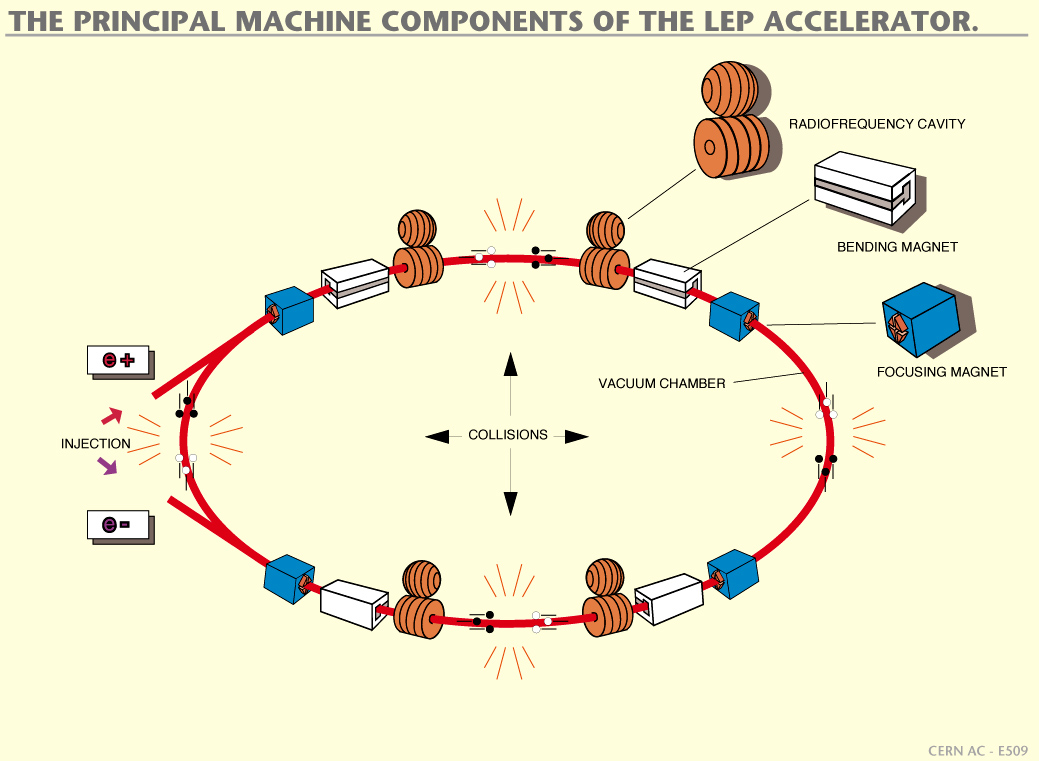 THE PRINCIPAL MACHINE COMPONENTS OF THE LEP ACCELERATOR.
RADIOFREQUENCY CAVITY
BENDING MAGNET
FOCUSING MAGNET
VACUUM CHAMBER
e+
INJECTION
COLLISIONS
e-
CERN AC - E509